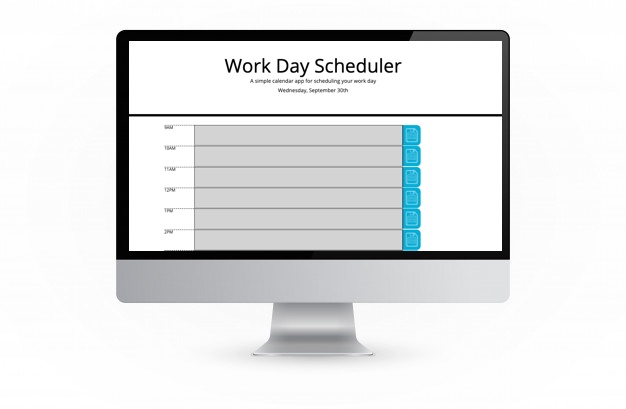 Work Day Scheduler
A simple calendar app for scheduling your work day
Wednesday, September 30th
9AM
10AM
11AM
12PM
1PM
2PM